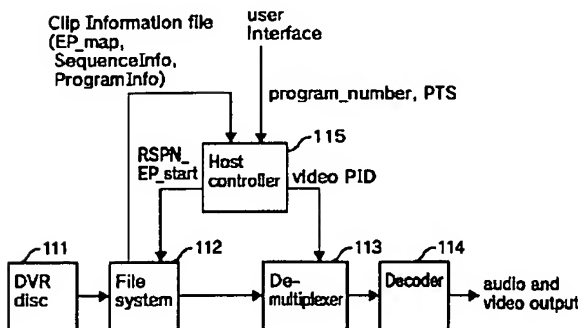 Clip Information file
(EP_map,
SequenceInfo,
ProgramInfo)
user
Interface
program_number, PTS
115
RSPN_
EP_start
Host
controller
video PID
111
112
113
114
DVR
disc
File
system
De-
multiplexer
Decoder
audio and
video output